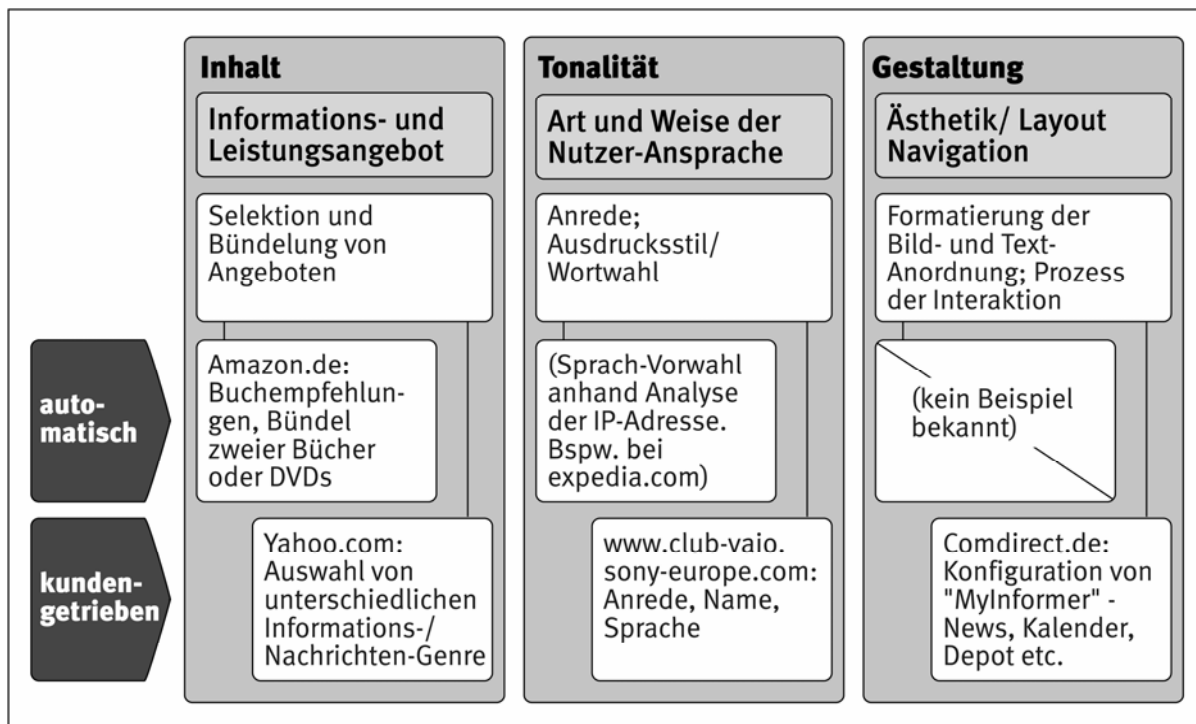 Inhalt
Informations- und
Leistungsangebot
Selektion und
Bündelung von
Angeboten
Tonalität
Art und Weise der
Nutzer-Ansprache
Anrede;
Ausdrucksstil/
Wortwahl
Gestaltung
Ästhetik/ Layout
Navigation
Formatierung der
Bild- und Text-
Anordnung; Prozess
der Interaktion
auto-
matisch
Amazon.de:
Buchempfehlun-
gen, Bündel
zweier Bücher
oder DVDs
(Sprach-Vorwahl
anhand Analyse
der IP-Adresse.
Bspw. bei
expedia.com)
(kein Beispiel
bekannt)
kunden-
getrieben
Yahoo.com:
Auswahl von
unterschiedlichen
Informations-/
Nachrichten-Genre
www.club-vaio.
sony-europe.com:
Anrede, Name,
Sprache
Comdirect.de:
Konfiguration von
"MyInformer" -
News, Kalender,
Depot etc.